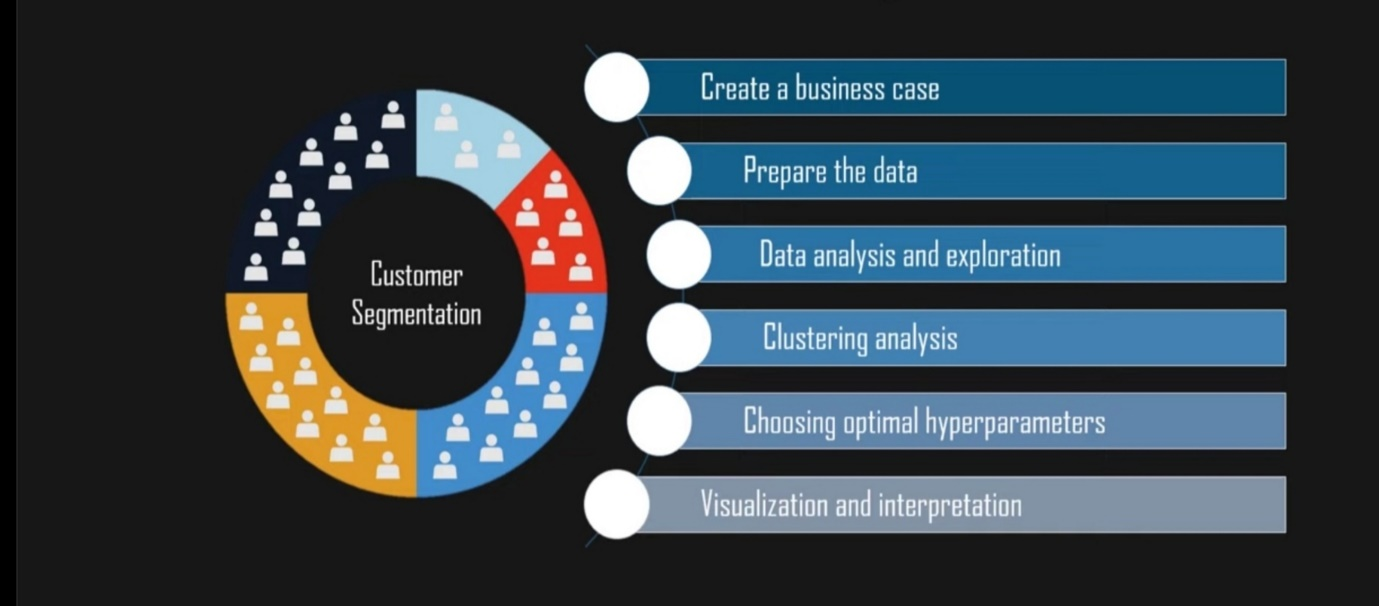 Customer
Segmentation
Create a business case
Prepare the data
Data analysis and exploration
Clustering analysis
Choosing optimal hyperparameters
Visualization and interpretation